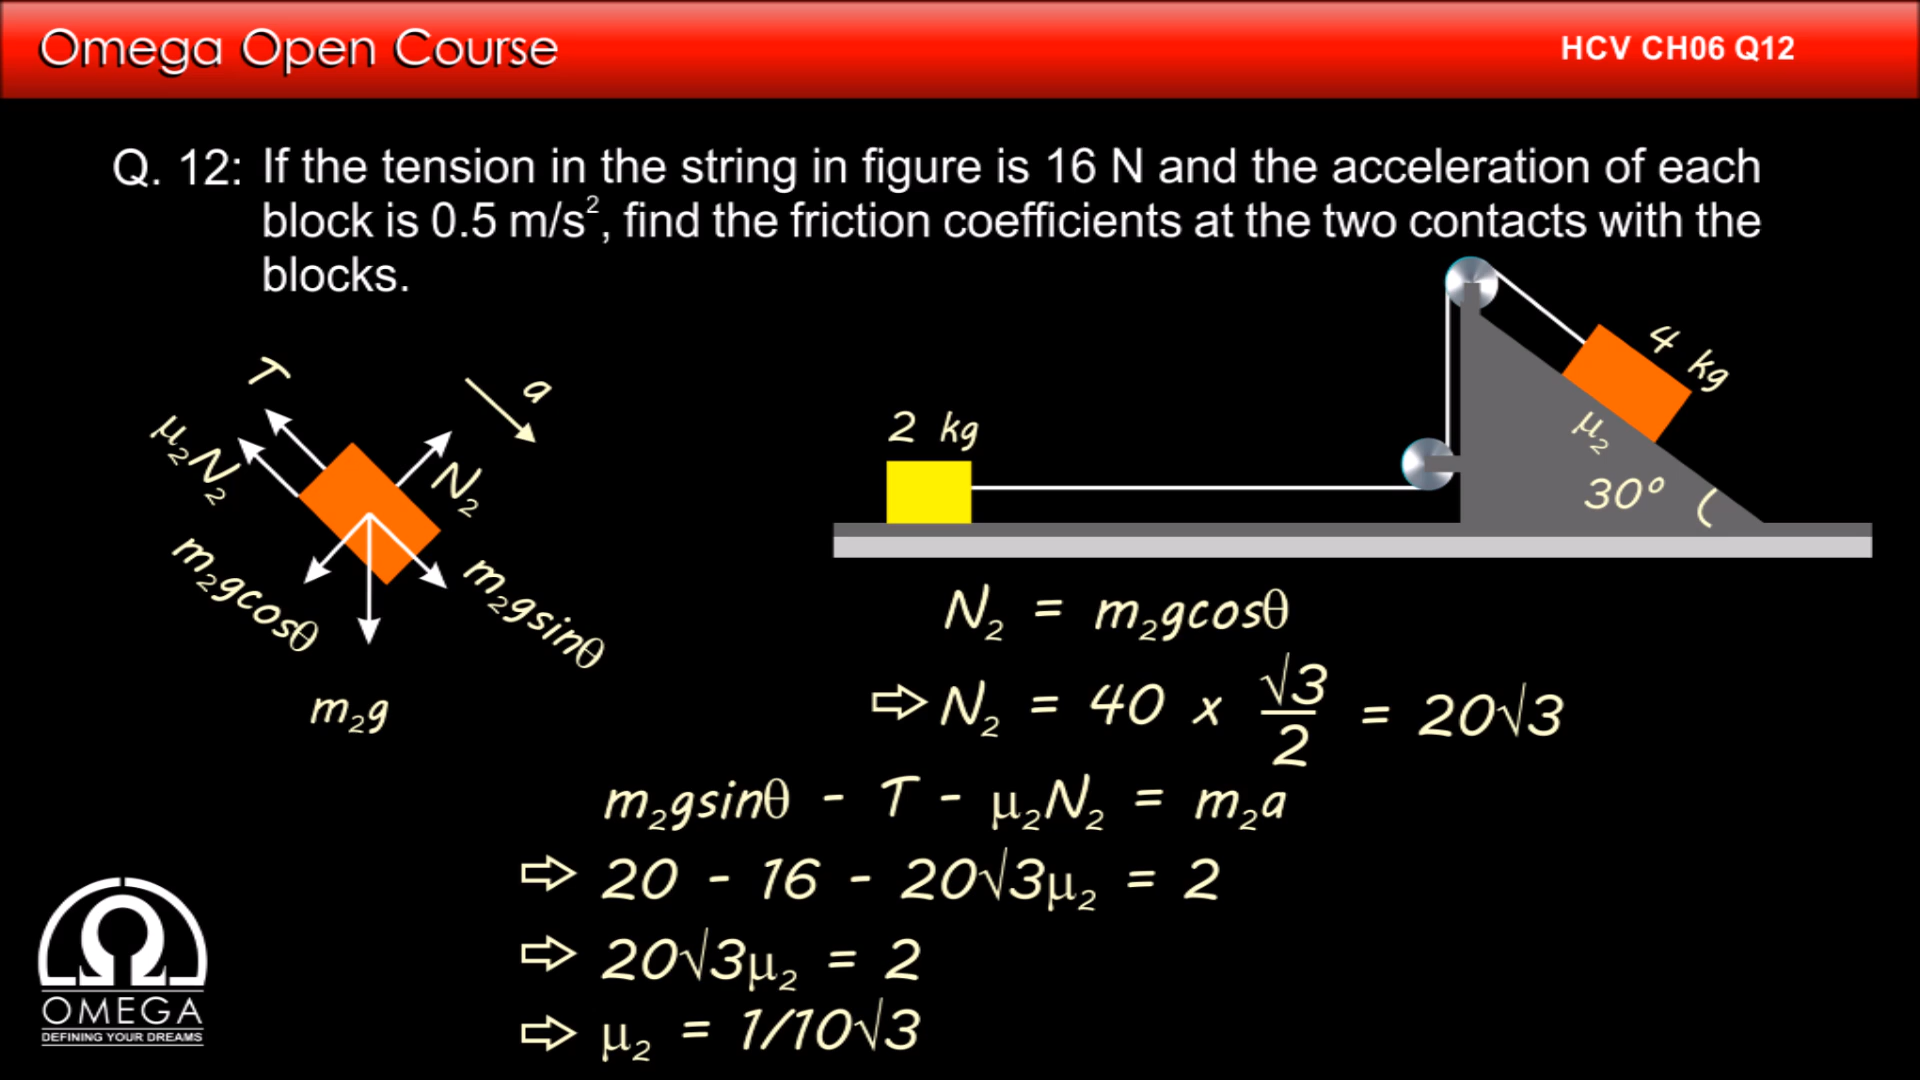 Omega Open Course
HCV CH06 Q12
Q. 12: If the tension in the string in figure is 16 N and the acceleration of each
block is 0.5 m/s², find the friction coefficients at the two contacts with the
blocks.
T
a
μ₂N₂
N₂
m₂gcosθ
m₂gsinθ
m₂g
2 kg
4 kg
μ₂
30°
N₂ = m₂gcosθ
⇨ N₂ = 40 x √3/2 = 20√3
m₂gsinθ - T - μ₂N₂ = m₂a
⇨ 20 - 16 - 20√3μ₂ = 2
⇨ 20√3μ₂ = 2
⇨ μ₂ = 1/10√3
OMEGA
DEFINING YOUR DREAMS